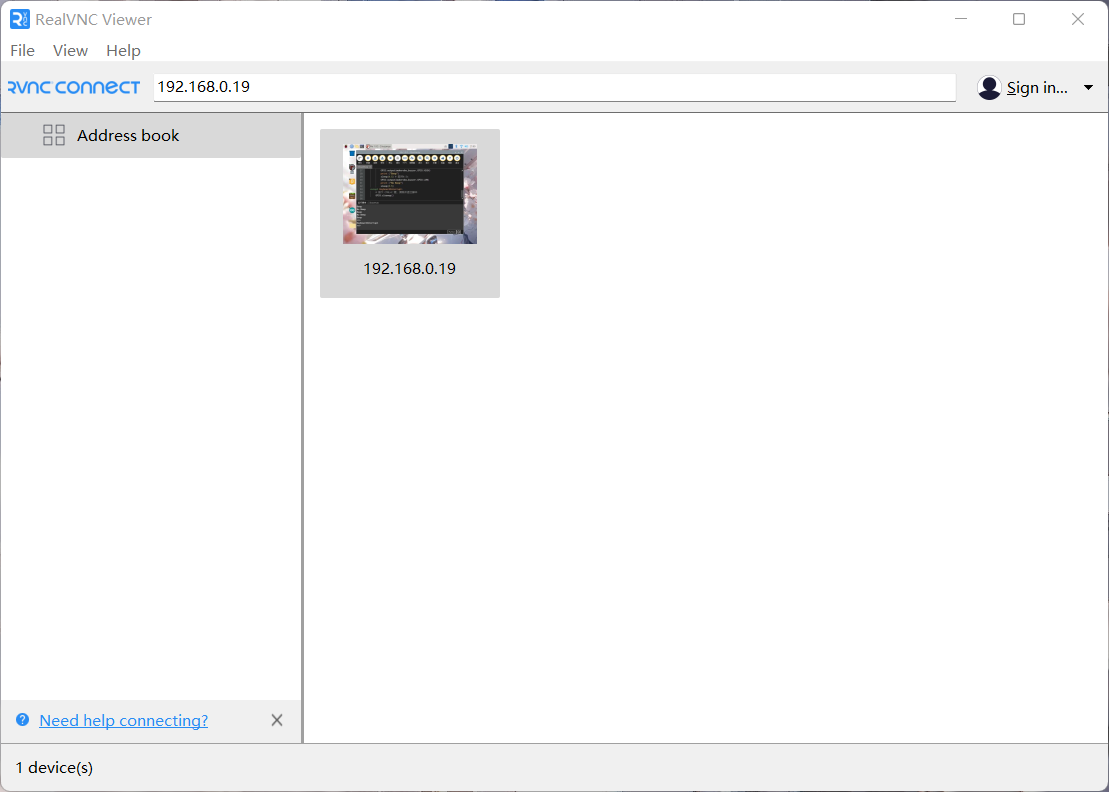 RealVNC Viewer
File View Help
RVNC CONNECT 192.168.0.19 Sign in...
Address book
192.168.0.19
Need help connecting?
1 device(s)